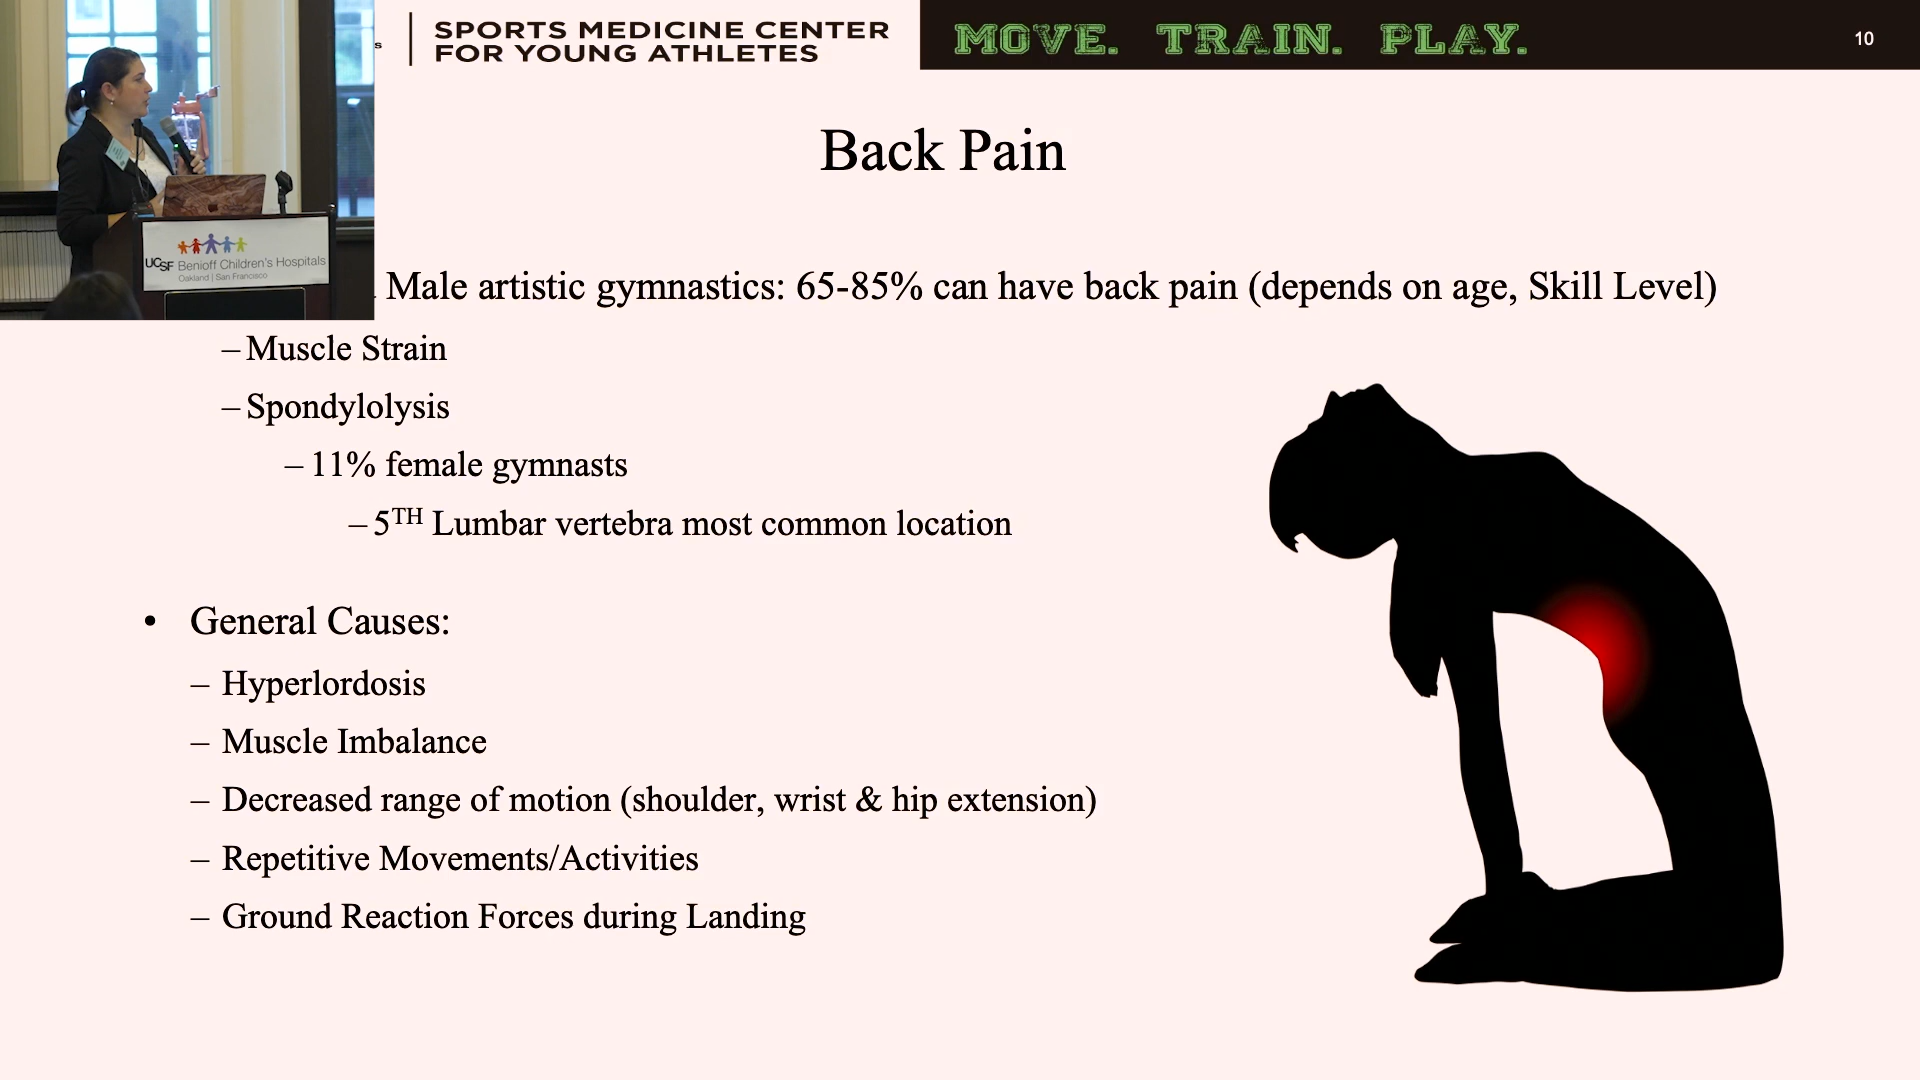 s
SPORTS MEDICINE CENTER
FOR YOUNG ATHLETES
MOVE. TRAIN. PLAY.
10
Back Pain
UCSF Benioff Children's Hospitals
Oakland | San Francisco
. Male artistic gymnastics: 65-85% can have back pain (depends on age, Skill Level)
– Muscle Strain
– Spondylolysis
– 11% female gymnasts
– 5TH Lumbar vertebra most common location
• General Causes:
– Hyperlordosis
– Muscle Imbalance
– Decreased range of motion (shoulder, wrist & hip extension)
– Repetitive Movements/Activities
– Ground Reaction Forces during Landing